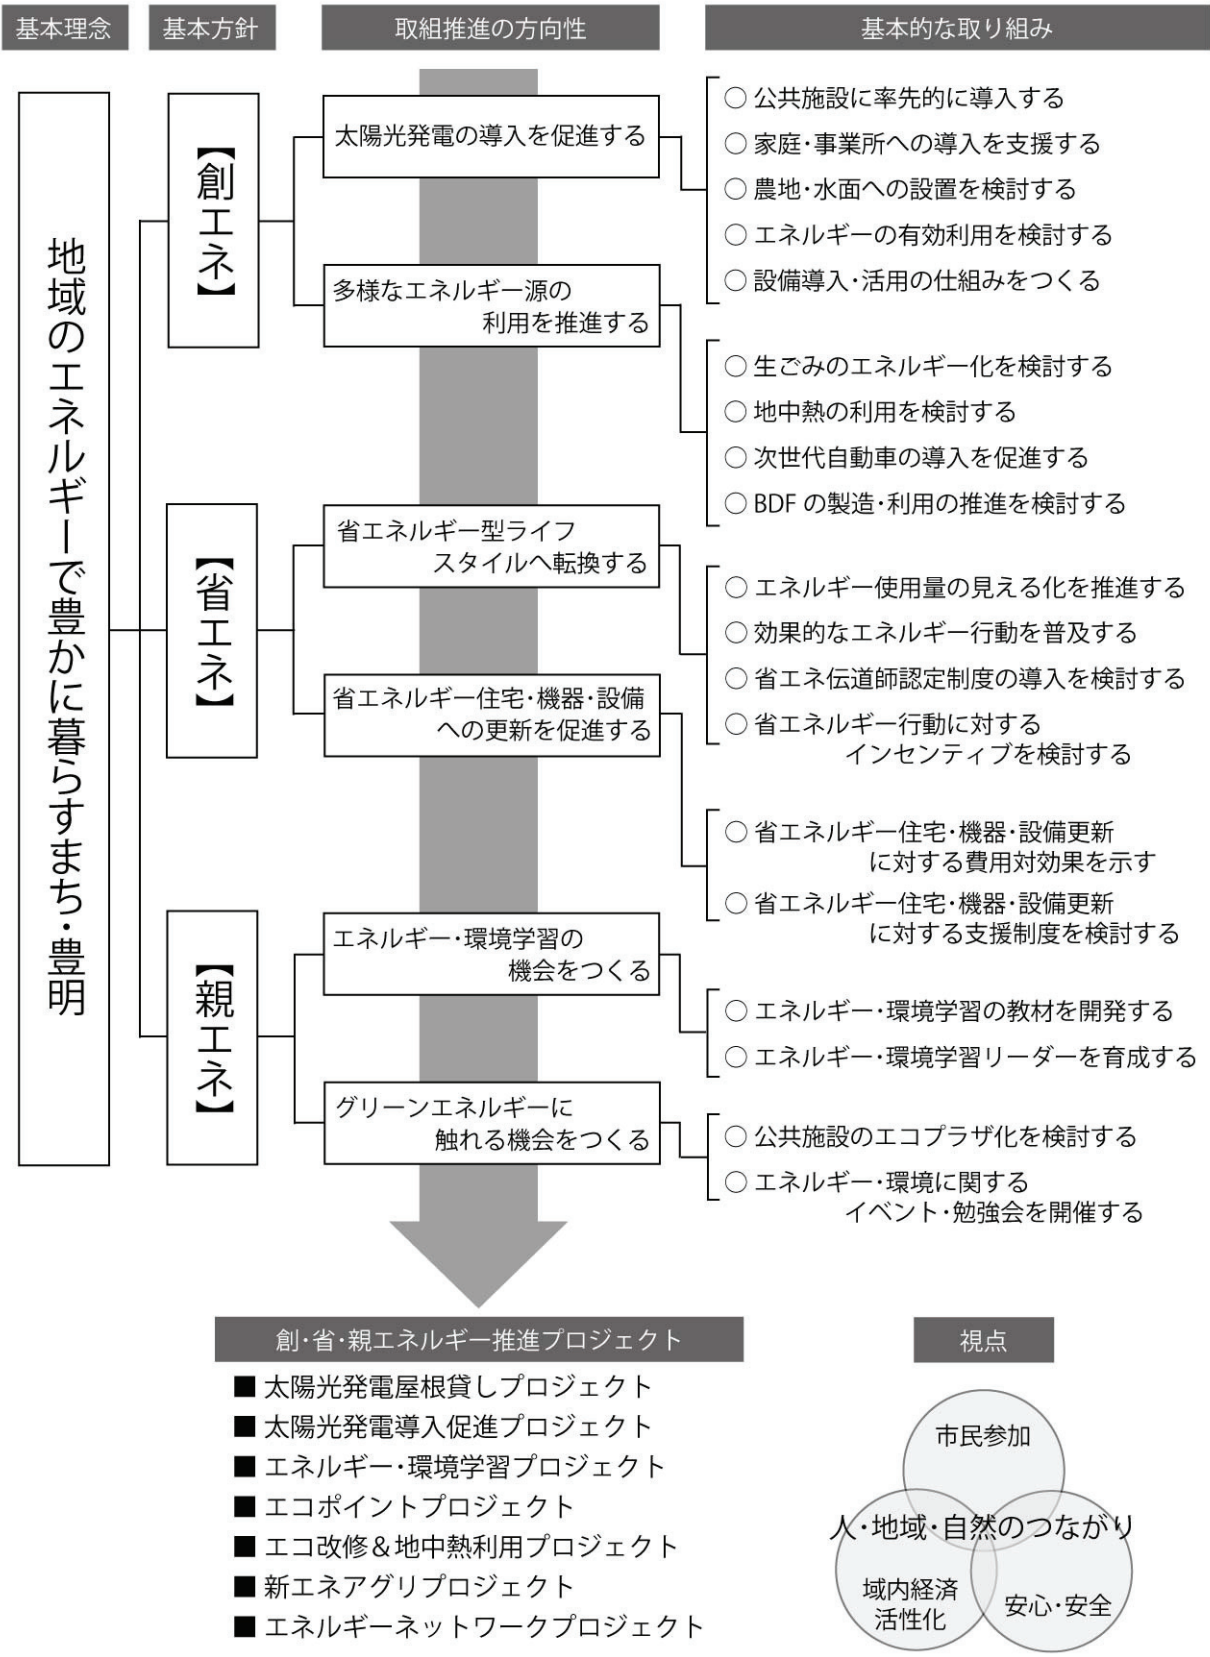 基本理念
基本方針
取組推進の方向性
基本的な取り組み
地域のエネルギーで豊かに暮らすまち・豊明
【創エネ】
太陽光発電の導入を促進する
○ 公共施設に率先的に導入する
○ 家庭・事業所への導入を支援する
○ 農地・水面への設置を検討する
○ エネルギーの有効利用を検討する
○ 設備導入・活用の仕組みをつくる
多様なエネルギー源の
利用を推進する
○ 生ごみのエネルギー化を検討する
○ 地中熱の利用を検討する
○ 次世代自動車の導入を促進する
○ BDF の製造・利用の推進を検討する
【省エネ】
省エネルギー型ライフ
スタイルへ転換する
○ エネルギー使用量の見える化を推進する
○ 効果的なエネルギー行動を普及する
○ 省エネ伝道師認定制度の導入を検討する
○ 省エネルギー行動に対する
インセンティブを検討する
省エネルギー住宅・機器・設備
への更新を促進する
○ 省エネルギー住宅・機器・設備更新
に対する費用対効果を示す
○ 省エネルギー住宅・機器・設備更新
に対する支援制度を検討する
【親エネ】
エネルギー・環境学習の
機会をつくる
○ エネルギー・環境学習の教材を開発する
○ エネルギー・環境学習リーダーを育成する
グリーンエネルギーに
触れる機会をつくる
○ 公共施設のエコプラザ化を検討する
○ エネルギー・環境に関する
イベント・勉強会を開催する
創・省・親エネルギー推進プロジェクト
■ 太陽光発電屋根貸しプロジェクト
■ 太陽光発電導入促進プロジェクト
■ エネルギー・環境学習プロジェクト
■ エコポイントプロジェクト
■ エコ改修＆地中熱利用プロジェクト
■ 新エネアグリプロジェクト
■ エネルギーネットワークプロジェクト
視点
市民参加
人・地域・自然のつながり
域内経済
活性化
安心・安全